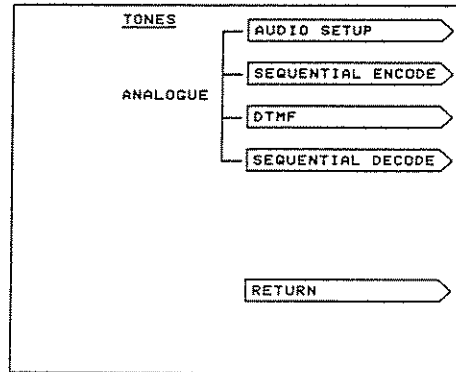 TONES
AUDIO SETUP
SEQUENTIAL ENCODE
ANALOGUE
DTMF
SEQUENTIAL DECODE
RETURN